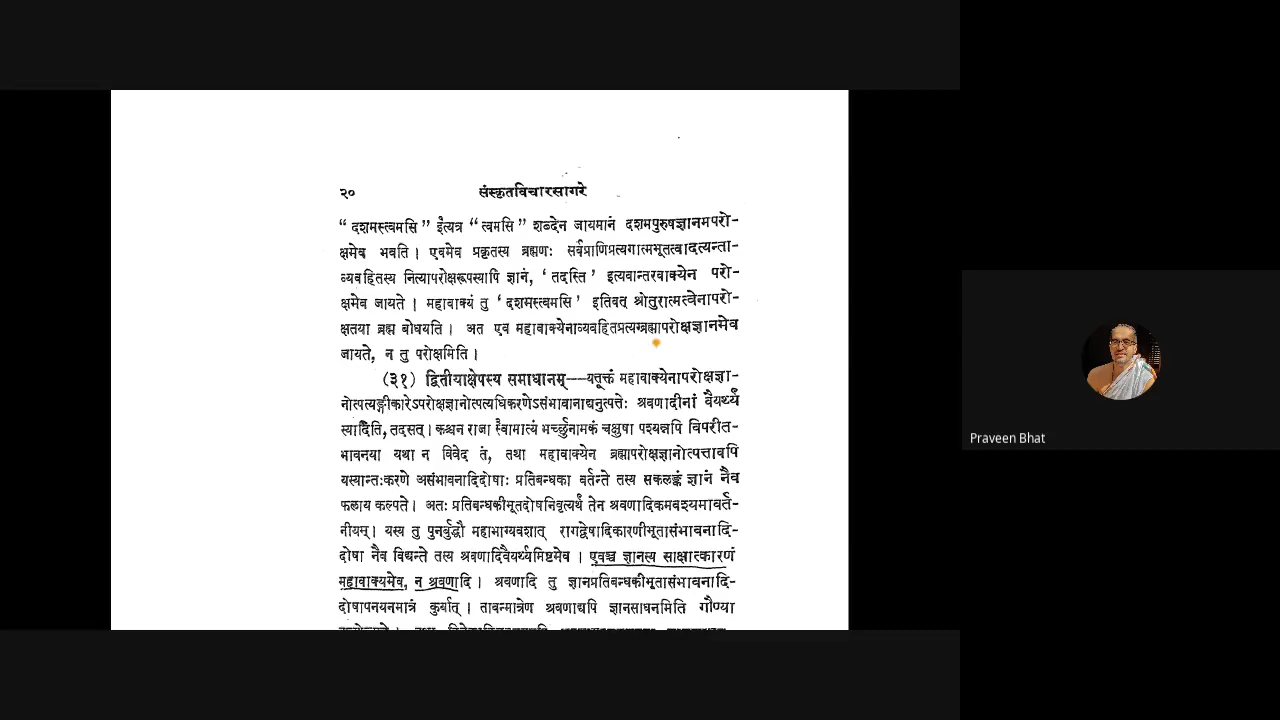 २०
संस्कृतविचारसागरे
“ दशमस्त्वमसि ” इत्यत्र “ त्वमसि ” शब्देन जायमानं दशमपुरुषज्ञानमपरो-
क्षमेव भवति । एवमेव प्रकृतस्य ब्रह्मणः सर्वप्राणिप्रत्यगात्मभूतत्वादत्यन्ता-
व्यवहितस्य नित्यापरोक्षरूपस्यापि ज्ञानं, ‘ तदस्ति ’ इत्यवान्तरवाक्येन परो-
क्षमेव जायते । महावाक्यं तु ‘ दशमस्त्वमसि ’ इतिवत् श्रोतुरात्मत्वेनापरो-
क्षतया ब्रह्म बोधयति । अत एव महावाक्येनाव्यवहितप्रत्यग्ब्रह्मापरोक्षज्ञानमेव
जायते, न तु परोक्षमिति ।
(३१) द्वितीयाक्षेपस्य समाधानम्—यत्तूक्तं महावाक्येनापरोक्षज्ञा-
नोत्पत्त्यङ्गीकारेऽपरोक्षज्ञानोत्पत्त्यधिकरणेऽसंभावनाद्यनुत्पत्तेः श्रवणादीनां वैयर्थ्यं
स्यादिति, तदसत् । कश्चन राजा स्वामात्यं भर्च्छुनामकं चक्षुषा पश्यन्नपि विपरीत-
भावनया यथा न विवेद तं, तथा महावाक्येन ब्रह्मापरोक्षज्ञानोत्पत्तावपि
यस्यान्तःकरणे असंभावनादिदोषाः प्रतिबन्धका वर्तन्ते तस्य सकलङ्कं ज्ञानं नैव
फलाय कल्पते । अतः प्रतिबन्धकीभूतदोषनिवृत्यर्थं तेन श्रवणादिकमवश्यमावर्त-
नीयम् । यस्य तु पुनर्बुद्धौ महाभाग्यवशात् रागद्वेषादिकारणीभूतासंभावनादि-
दोषा नैव विद्यन्ते तस्य श्रवणादिवैयर्थ्यमिष्टमेव । एवञ्च ज्ञानस्य साक्षात्कारणं
महावाक्यमेव, न श्रवणादि । श्रवणादि तु ज्ञानप्रतिबन्धकीभूतासंभावनादि-
दोषापनयनमात्रं कुर्यात् । तावन्मात्रेण श्रवणाद्यपि ज्ञानसाधनमिति गौण्या
Praveen Bhat